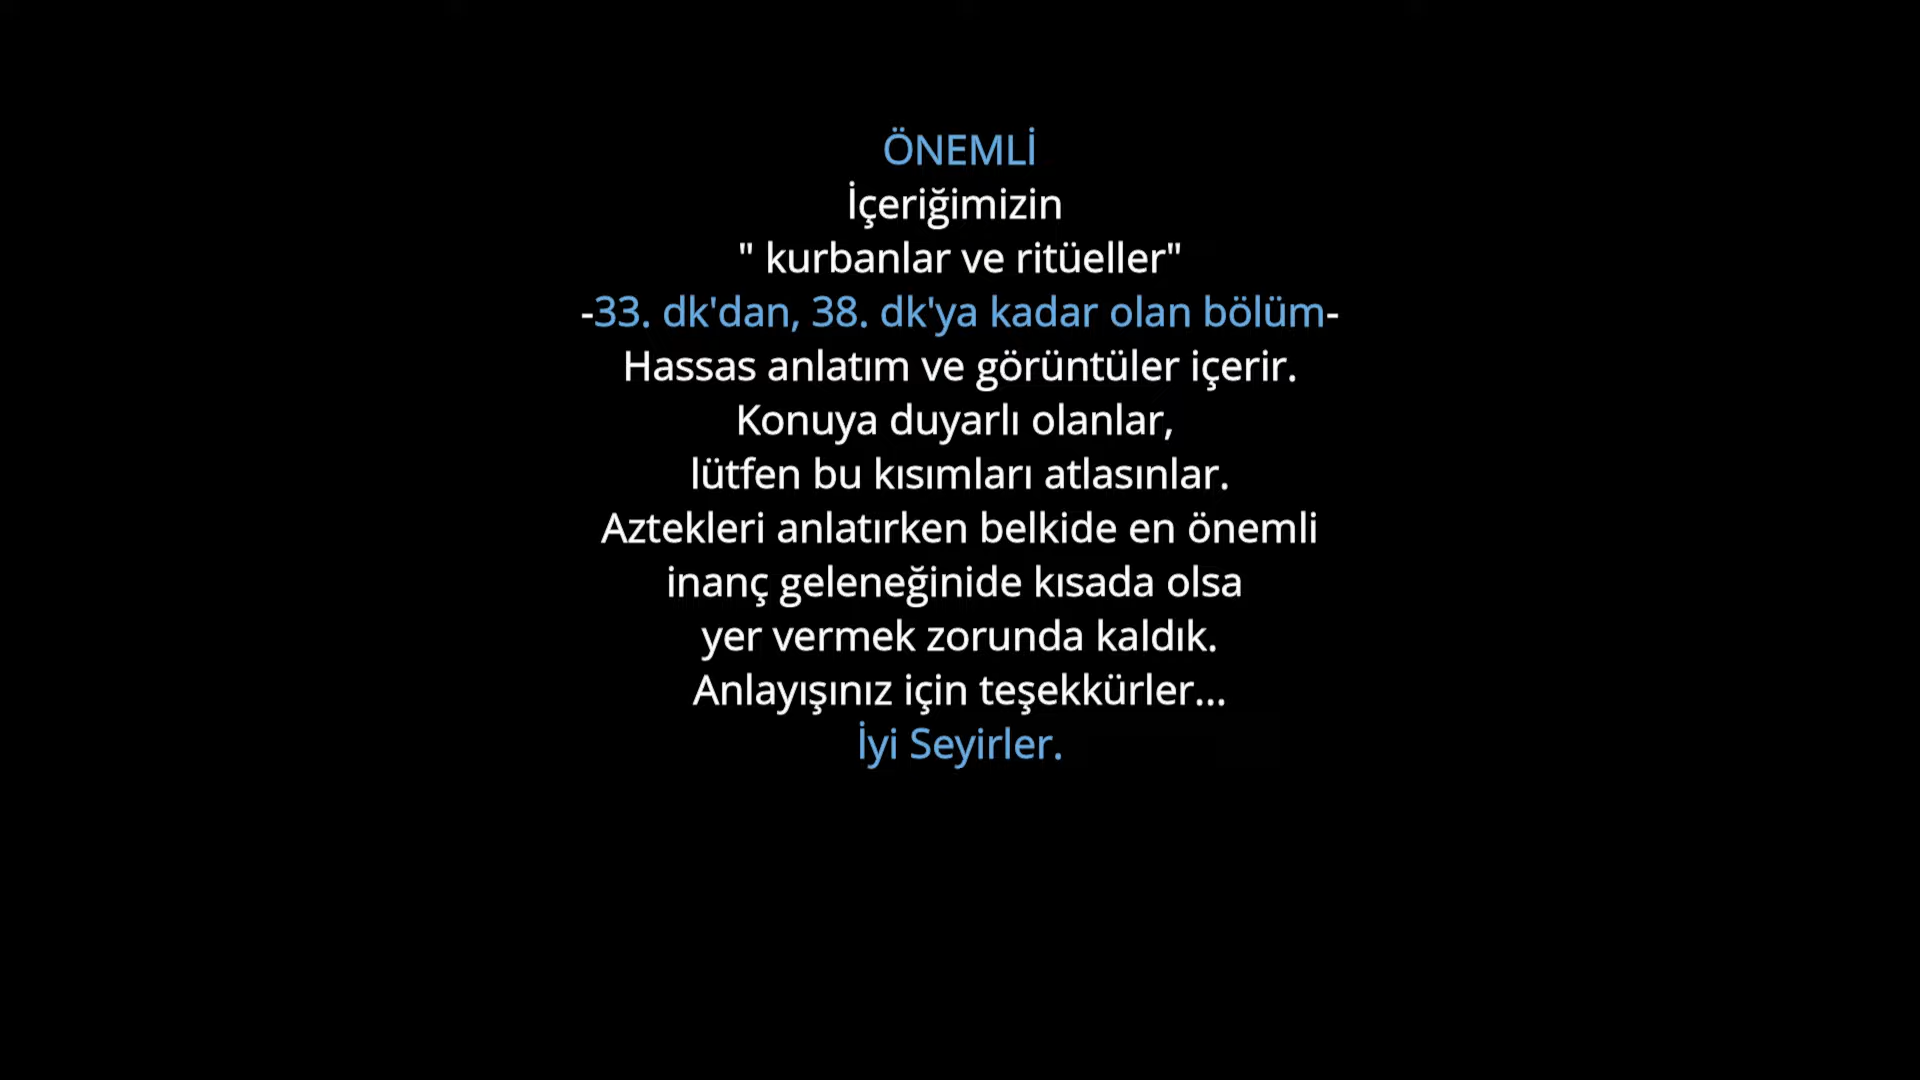 ÖNEMLİ
İçeriğimizin
" kurbanlar ve ritüeller"
-33. dk'dan, 38. dk'ya kadar olan bölüm-
Hassas anlatım ve görüntüler içerir.
Konuya duyarlı olanlar,
lütfen bu kısımları atlasınlar.
Aztekleri anlatırken belkide en önemli
inanç geleneğinide kısada olsa
yer vermek zorunda kaldık.
Anlayışınız için teşekkürler...
İyi Seyirler.